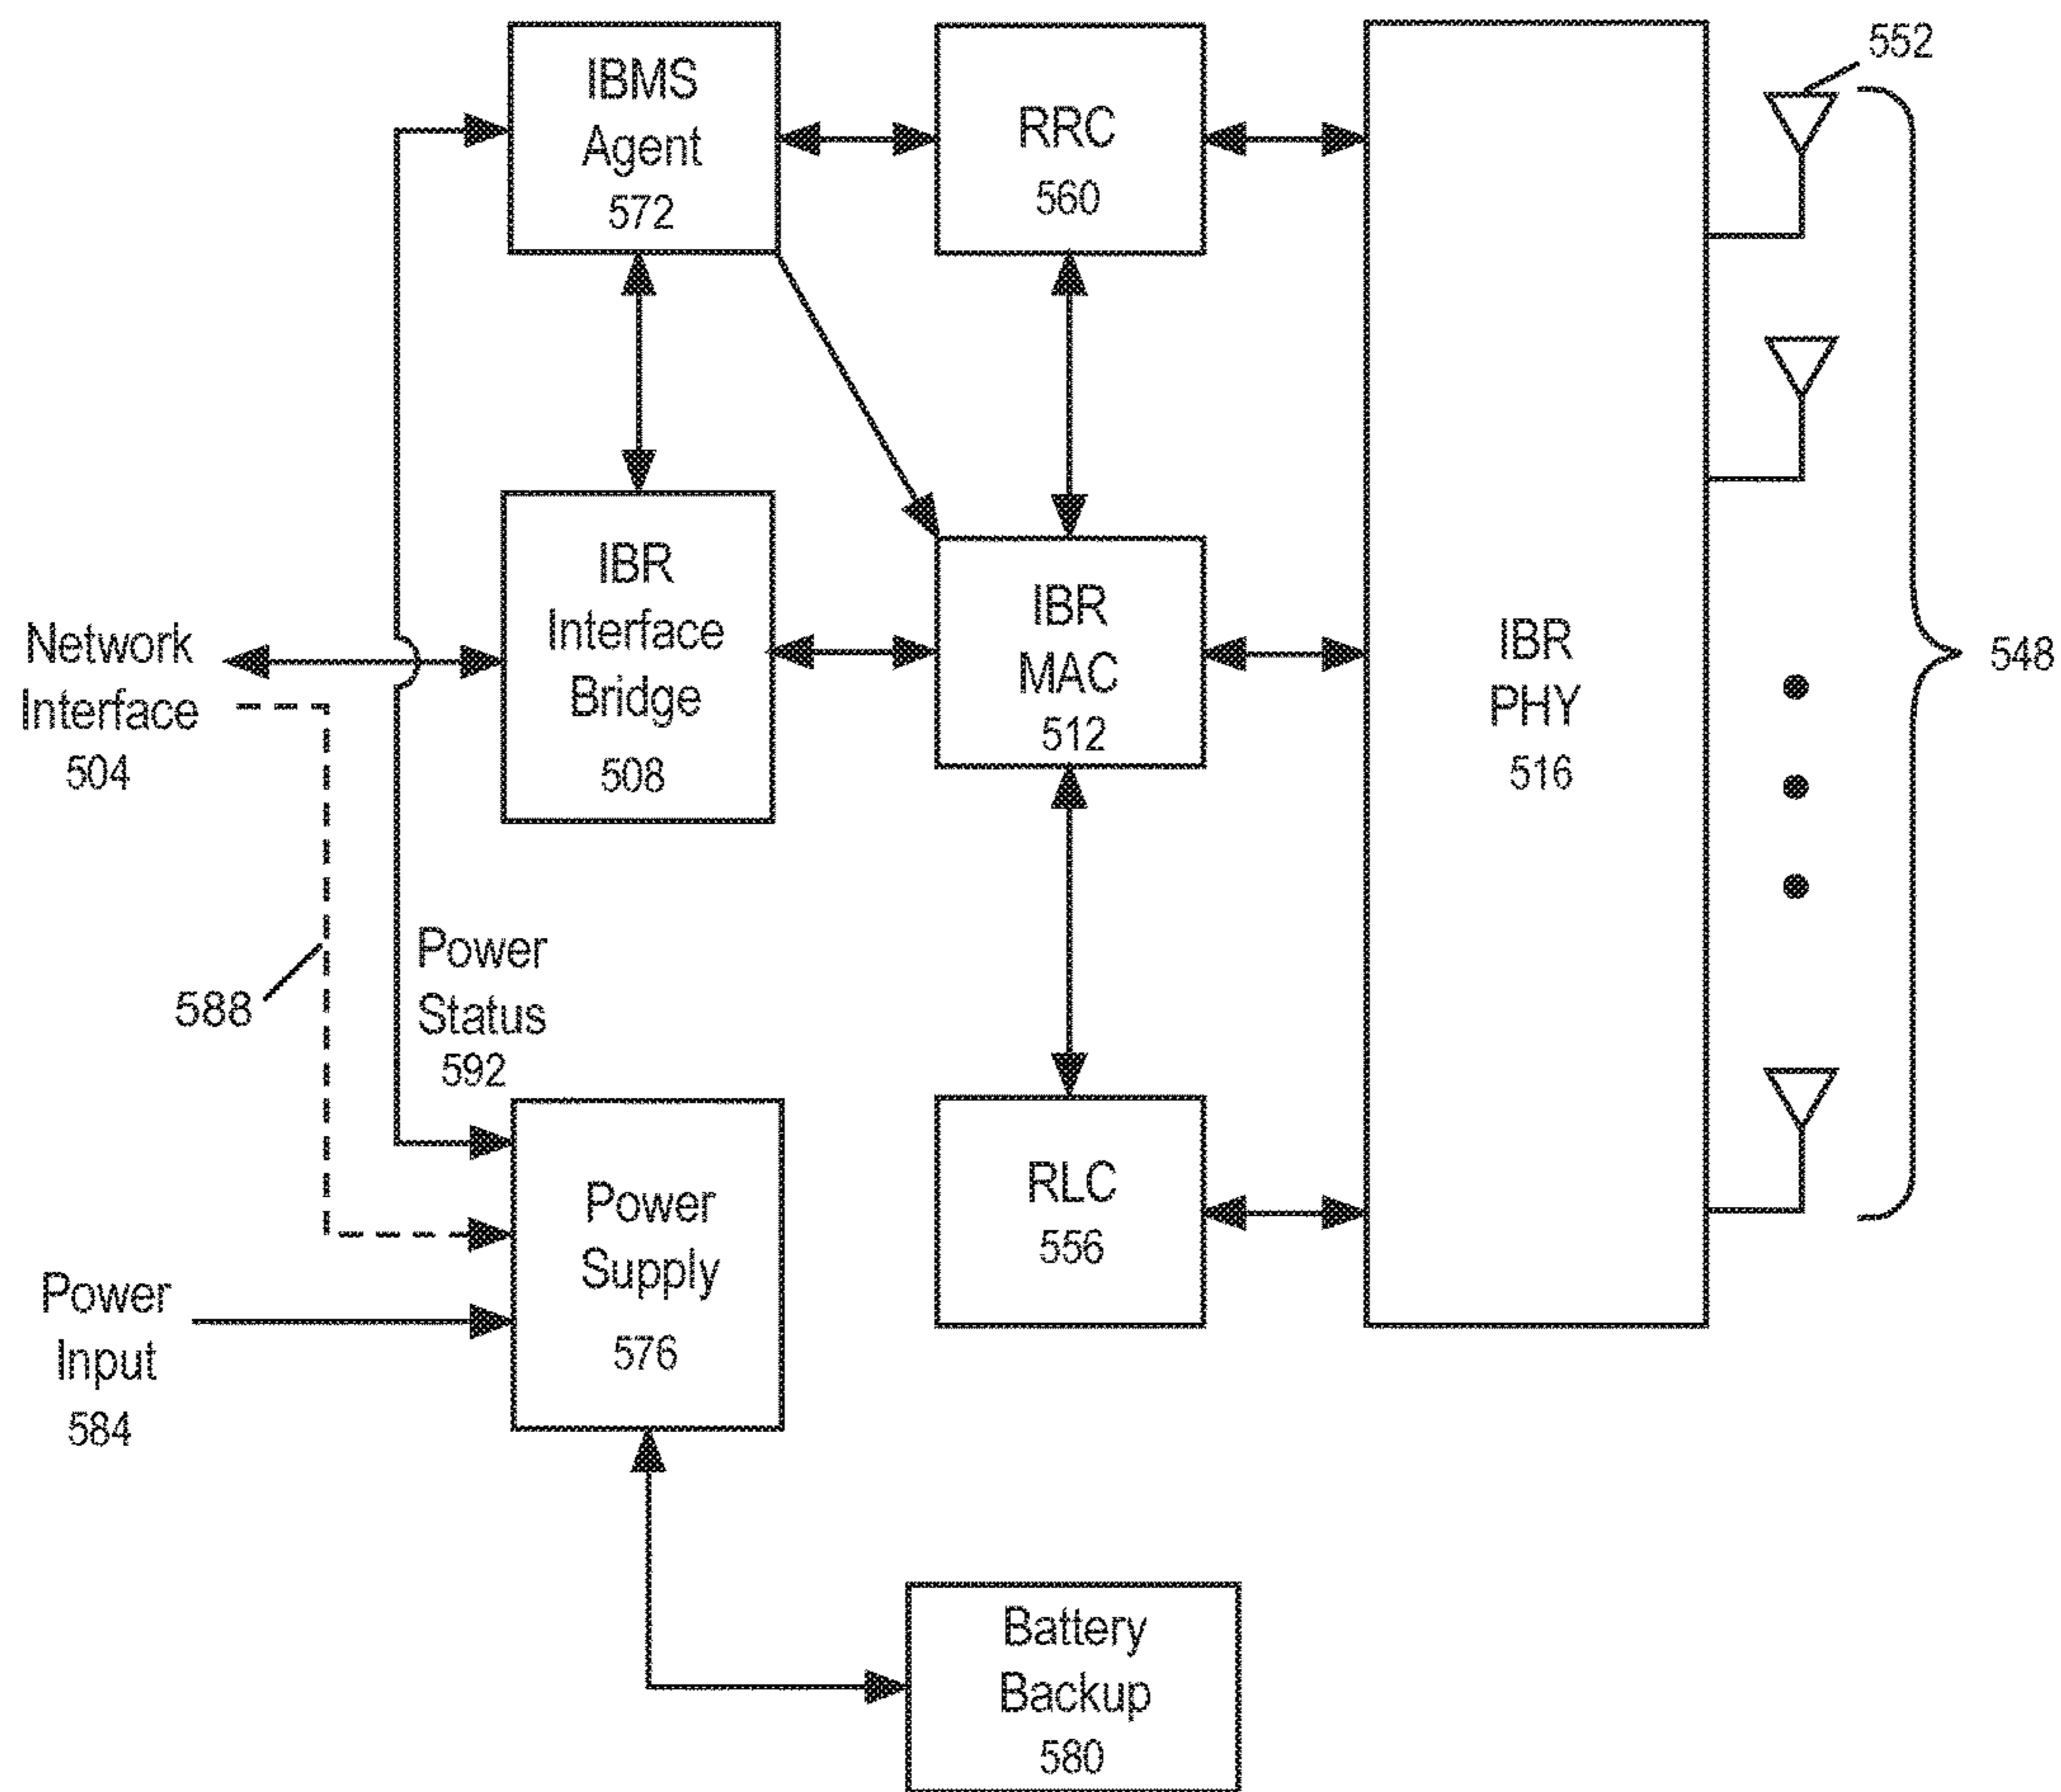 552
IBMS
Agent
572
RRC
560
Network
Interface
504
IBR
Interface
Bridge
508
IBR
MAC
512
IBR
PHY
516
548
588
Power
Status
592
Power
Supply
576
RLC
556
Power
Input
584
Battery
Backup
580